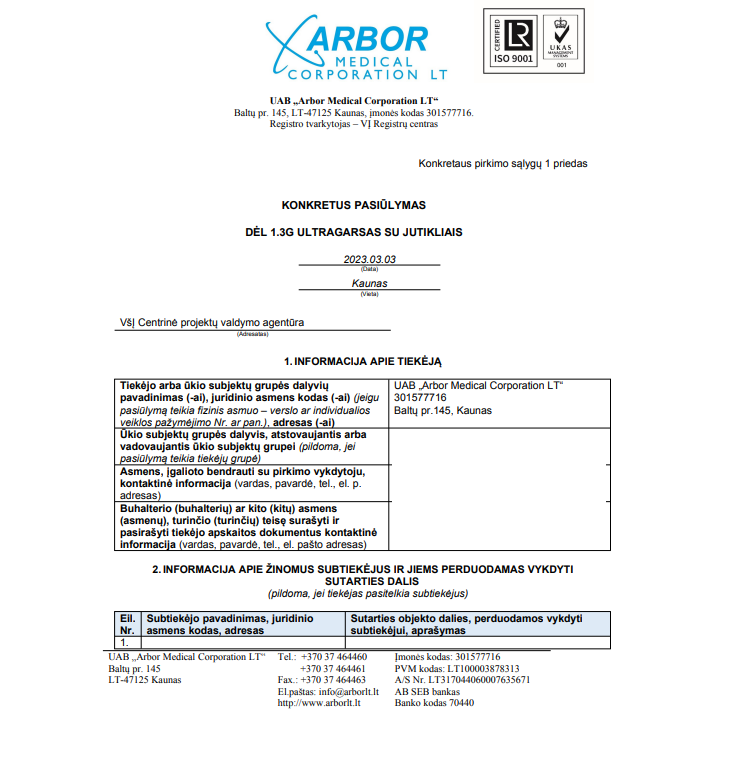 ARBOR
MEDICAL
CORPORATION LT
CERTIFIED
LR
ISO 9001
UKAS
MANAGEMENT
SYSTEMS
001
UAB „Arbor Medical Corporation LT“
Baltų pr. 145, LT-47125 Kaunas, įmonės kodas 301577716.
Registro tvarkytojas – VĮ Registrų centras
Konkretaus pirkimo sąlygų 1 priedas
KONKRETUS PASIŪLYMAS
DĖL 1.3G ULTRAGARSAS SU JUTIKLIAIS
2023.03.03
(Data)
Kaunas
(Vieta)
VšĮ Centrinė projektų valdymo agentūra
(Adresatas)
1. INFORMACIJA APIE TIEKĖJĄ
Tiekėjo arba ūkio subjektų grupės dalyvių
pavadinimas (-ai), juridinio asmens kodas (-ai) (jeigu
pasiūlymą teikia fizinis asmuo – verslo ar individualios
veiklos pažymėjimo Nr. ar pan.), adresas (-ai)
UAB „Arbor Medical Corporation LT“
301577716
Baltų pr.145, Kaunas
Ūkio subjektų grupės dalyvis, atstovaujantis arba
vadovaujantis ūkio subjektų grupei (pildoma, jei
pasiūlymą teikia tiekėjų grupė)
Asmens, įgalioto bendrauti su pirkimo vykdytoju,
kontaktinė informacija (vardas, pavardė, tel., el. p.
adresas)
Buhalterio (buhalterių) ar kito (kitų) asmens
(asmenų), turinčio (turinčių) teisę surašyti ir
pasirašyti tiekėjo apskaitos dokumentus kontaktinė
informacija (vardas, pavardė, tel., el. pašto adresas)
2. INFORMACIJA APIE ŽINOMUS SUBTIEKĖJUS IR JIEMS PERDUODAMAS VYKDYTI
SUTARTIES DALIS
(pildoma, jei tiekėjas pasitelkia subtiekėjus)
Eil.
Nr.
Subtiekėjo pavadinimas, juridinio
asmens kodas, adresas
Sutarties objekto dalies, perduodamos vykdyti
subtiekėjui, aprašymas
1.
UAB „Arbor Medical Corporation LT“
Baltų pr. 145
LT-47125 Kaunas
Tel.: +370 37 464460
+370 37 464461
Fax.: +370 37 464463
El.paštas: info@arborlt.lt
http://www.arborlt.lt
Įmonės kodas: 301577716
PVM kodas: LT100003878313
A/S Nr. LT317044060007635671
AB SEB bankas
Banko kodas 70440